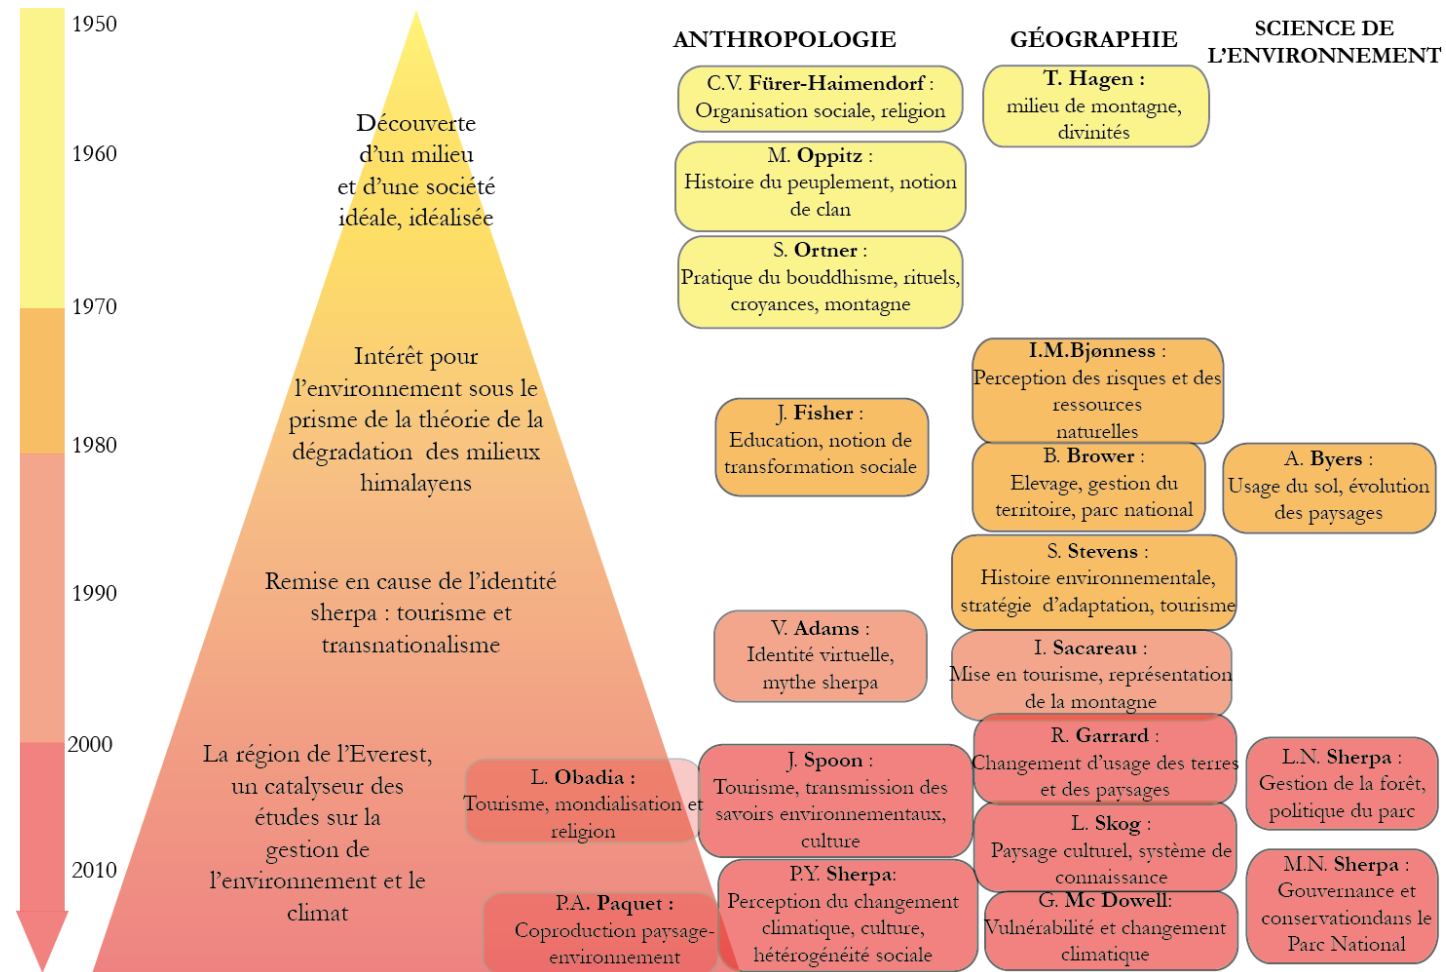 1950
1960
1970
1980
1990
2000
2010
Découverte
d'un milieu
et d'une société
idéale, idéalisée
Intérêt pour
l'environnement sous le
prisme de la théorie de la
dégradation des milieux
himalayens
Remise en cause de l'identité
sherpa : tourisme et
transnationalisme
La région de l'Everest,
un catalyseur des
études sur la
gestion de
l'environnement et le
climat
ANTHROPOLOGIE
C.V. Fürer-Haimendorf :
Organisation sociale, religion
M. Oppitz :
Histoire du peuplement, notion
de clan
S. Ortner :
Pratique du bouddhisme, rituels,
croyances, montagne
J. Fisher :
Education, notion de
transformation sociale
V. Adams :
Identité virtuelle,
mythe sherpa
L. Obadia :
Tourisme, mondialisation et
religion
J. Spoon :
Tourisme, transmission des
savoirs environnementaux,
culture
P.A. Paquet :
Coproduction paysage-
environnement
P.Y. Sherpa:
Perception du changement
climatique, culture,
hétérogénéité sociale
GÉOGRAPHIE
T. Hagen :
milieu de montagne,
divinités
I.M.Bjønness :
Perception des risques et des
ressources
naturelles
B. Brower :
Elevage, gestion du
territoire, parc national
S. Stevens :
Histoire environnementale,
stratégie d'adaptation, tourisme
I. Sacareau :
Mise en tourisme, représentation
de la montagne
R. Garrard :
Changement d'usage des terres
et des paysages
L. Skog :
Paysage culturel, système de
connaissance
G. Mc Dowell:
Vulnérabilité et changement
climatique
SCIENCE DE
L'ENVIRONNEMENT
A. Byers :
Usage du sol, évolution
des paysages
L.N. Sherpa :
Gestion de la forêt,
politique du parc
M.N. Sherpa :
Gouvernance et
conservationdans le
Parc National